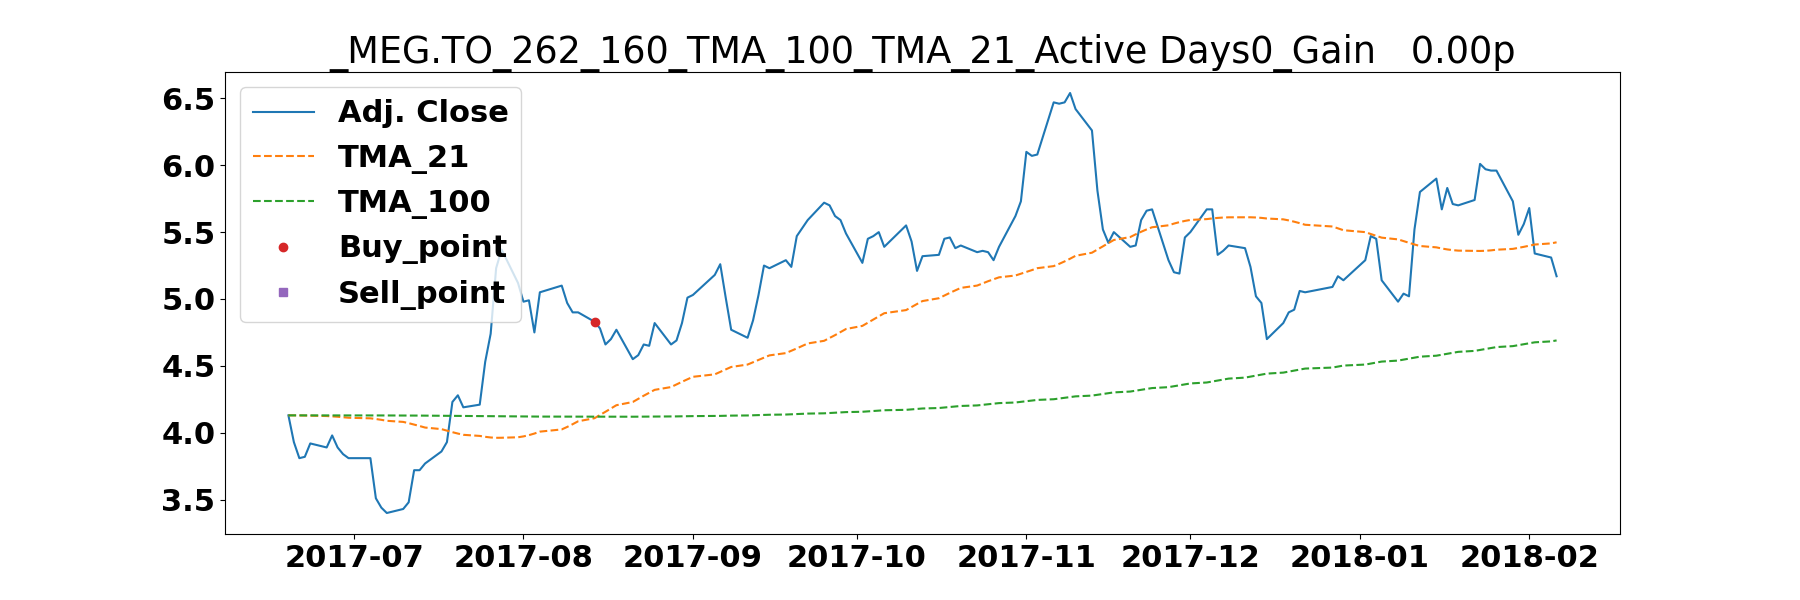 _MEG.TO_262_160_TMA_100_TMA_21_Active Days0_Gain   0.00p
6.5
6.0
5.5
5.0
4.5
4.0
3.5
Adj. Close
TMA_21
TMA_100
Buy_point
Sell_point
2017-07 2017-08 2017-09 2017-10 2017-11 2017-12 2018-01 2018-02